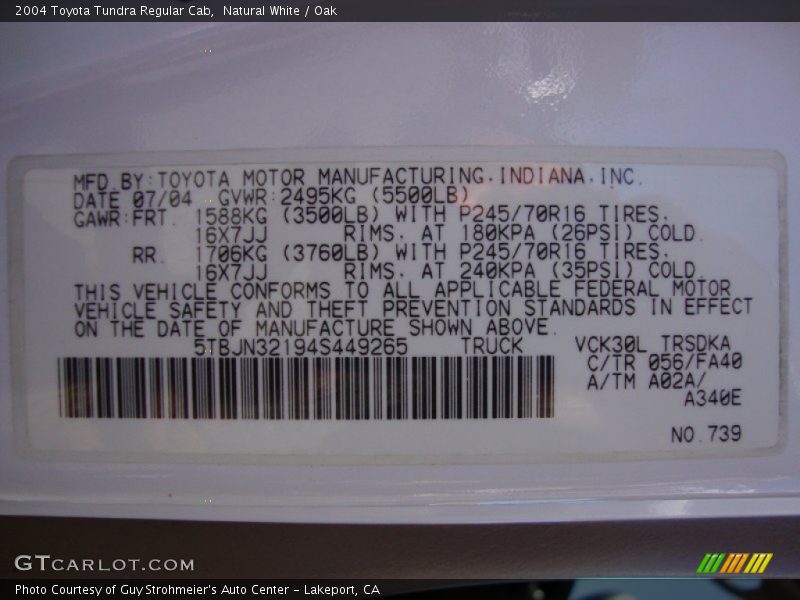 2004 Toyota Tundra Regular Cab,  Natural White / Oak
MFD.BY:TOYOTA MOTOR MANUFACTURING.INDIANA.INC.
DATE 07/04  GVWR:2495KG (5500LB)
GAWR:FRT. 1588KG (3500LB) WITH P245/70R16 TIRES.
16X7JJ RIMS. AT 180KPA (26PSI) COLD.
RR. 1706KG (3760LB) WITH P245/70R16 TIRES.
16X7JJ RIMS. AT 240KPA (35PSI) COLD.
THIS VEHICLE CONFORMS TO ALL APPLICABLE FEDERAL MOTOR
VEHICLE SAFETY AND THEFT PREVENTION STANDARDS IN EFFECT
ON THE DATE OF MANUFACTURE SHOWN ABOVE.
5TBJN32194S449265 TRUCK VCK30L TRSDKA
C/TR 056/FA40
A/TM A02A/
A340E
NO.739
GTCARLOT.COM
Photo Courtesy of Guy Strohmeier's Auto Center – Lakeport, CA